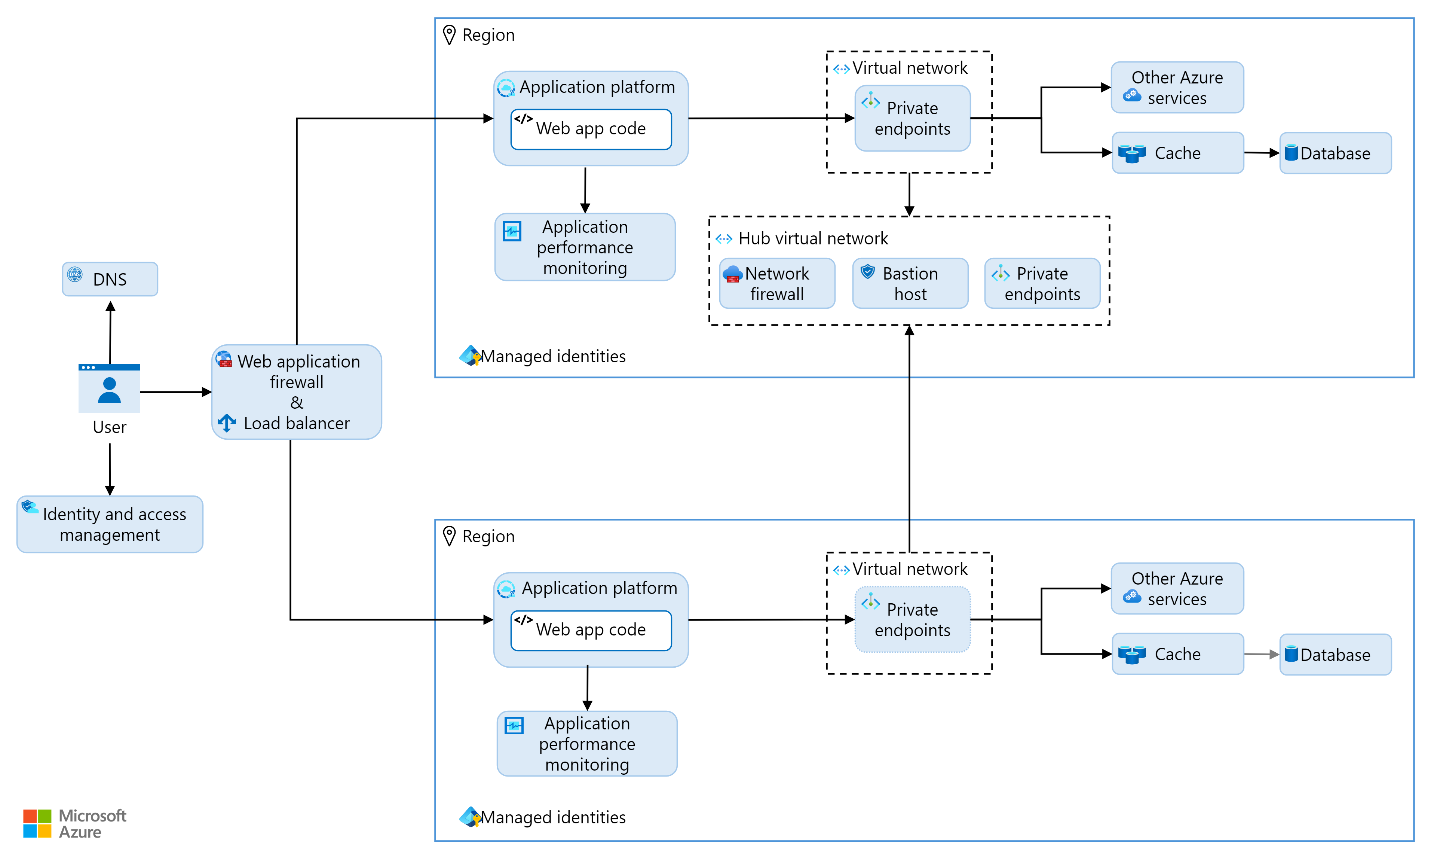 Region
Application platform
</> Web app code
Application
performance
monitoring
Virtual network
Private
endpoints
Other Azure
services
Cache
Database
Hub virtual network
Network
firewall
Bastion
host
Private
endpoints
Managed identities
DNS
User
Identity and access
management
Web application
firewall
&
Load balancer
Region
Application platform
</> Web app code
Application
performance
monitoring
Virtual network
Private
endpoints
Other Azure
services
Cache
Database
Managed identities
Microsoft
Azure